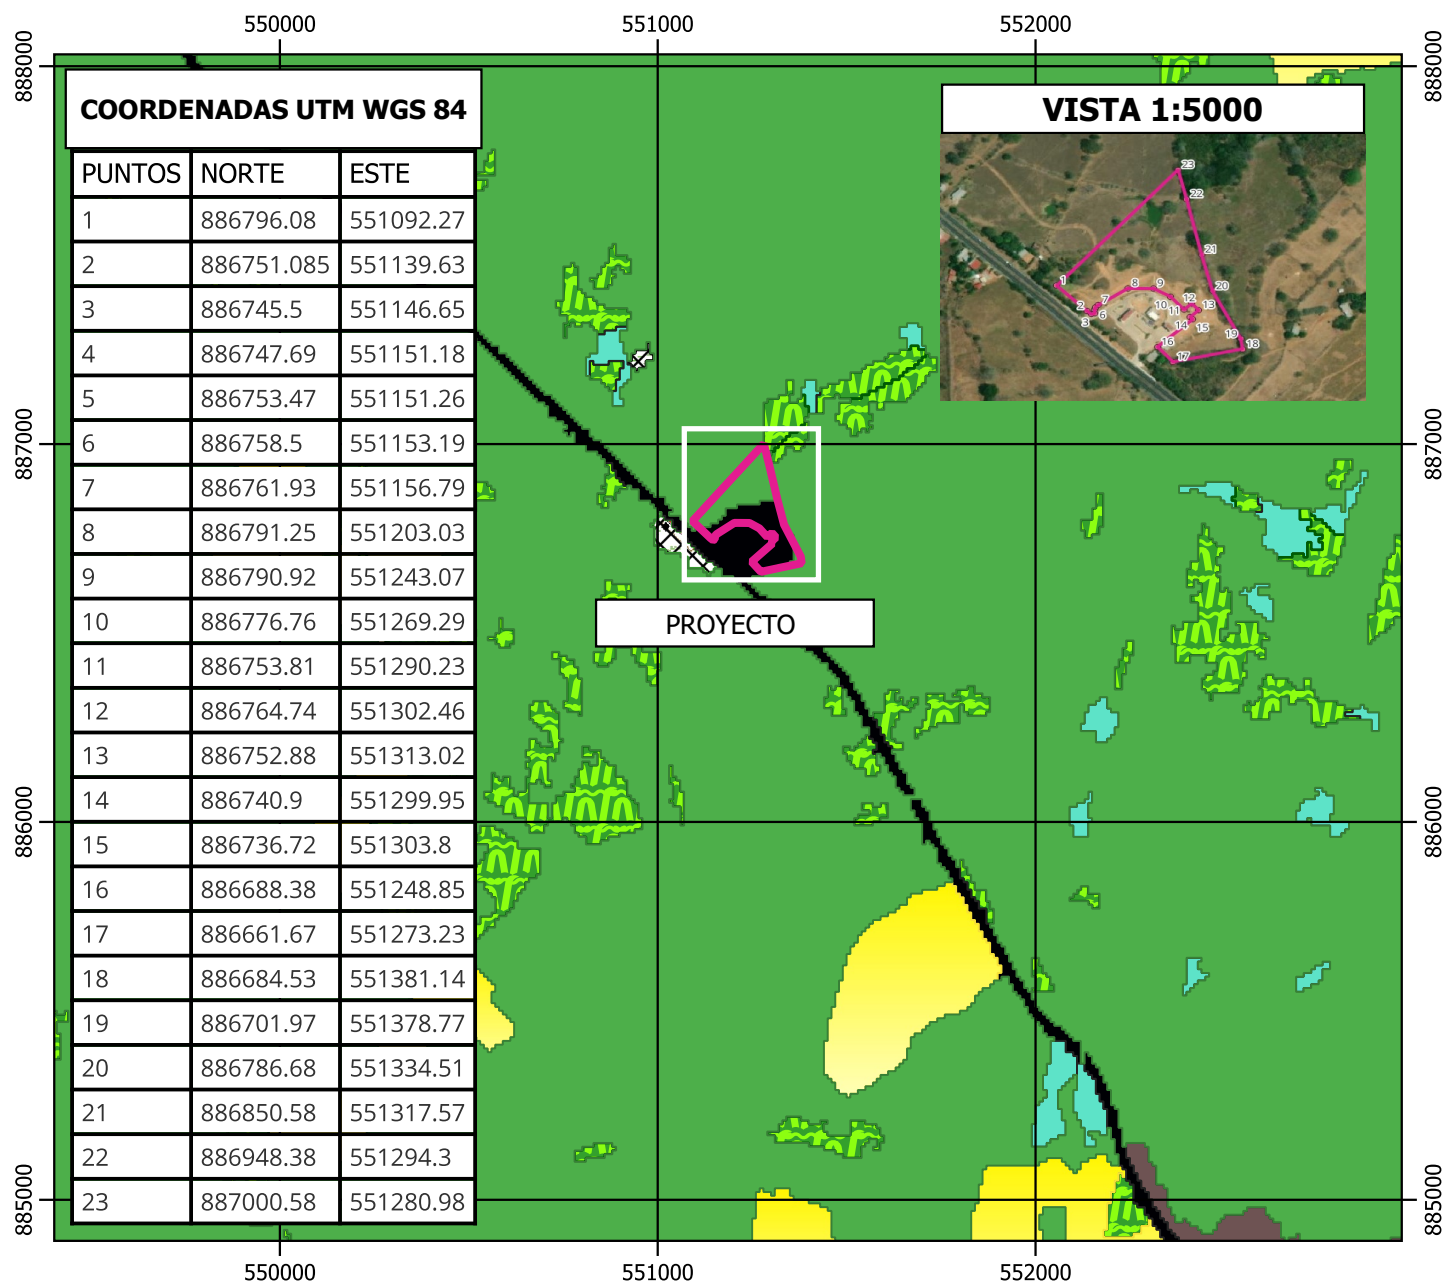 550000 551000 552000
888000 888000
COORDENADAS UTM WGS 84
VISTA 1:5000
PUNTOS NORTE ESTE
1 886796.08 551092.27
2 886751.085 551139.63
3 886745.5 551146.65
4 886747.69 551151.18
5 886753.47 551151.26
6 886758.5 551153.19
7 886761.93 551156.79
8 886791.25 551203.03
9 886790.92 551243.07
10 886776.76 551269.29
11 886753.81 551290.23
12 886764.74 551302.46
13 886752.88 551313.02
14 886740.9 551299.95
15 886736.72 551303.8
16 886688.38 551248.85
17 886661.67 551273.23
18 886684.53 551381.14
19 886701.97 551378.77
20 886786.68 551334.51
21 886850.58 551317.57
22 886948.38 551294.3
23 887000.58 551280.98
23
22
21
1
20
8 9
2 7
12
10 11 13
3 6
14 15
19
16 18
17
887000 887000
PROYECTO
886000 886000
885000 885000
550000 551000 552000